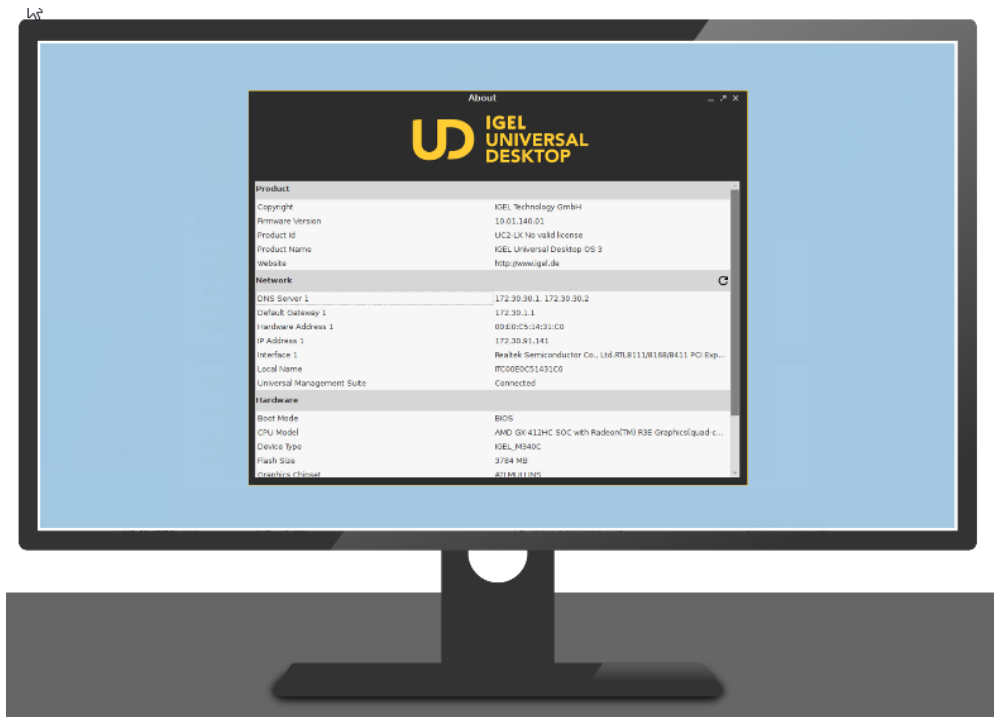 About
UD IGEL
UNIVERSAL
DESKTOP
Product
Copyright IGEL Technology GmbH
Firmware Version 10.01.140.01
Product Id UC2-LX No valid license
Product Name IGEL Universal Desktop OS 3
Website http://www.igel.de
Network
DNS Server 1 172.30.30.1, 172.30.30.2
Default Gateway 1 172.30.1.1
Hardware Address 1 00:E0:C5:14:31:C0
IP Address 1 172.30.91.141
Interface 1 Realtek Semiconductor Co., Ltd.RTL8111/8168/8411 PCI Exp...
Local Name ITC00E0C51431C0
Universal Management Suite Connected
Hardware
Boot Mode BIOS
CPU Model AMD GX-412HC SOC with Radeon(TM) R3E Graphics(quad-c...
Device Type IGEL_M340C
Flash Size 3784 MB
Graphics Chipset ATI MULLINS